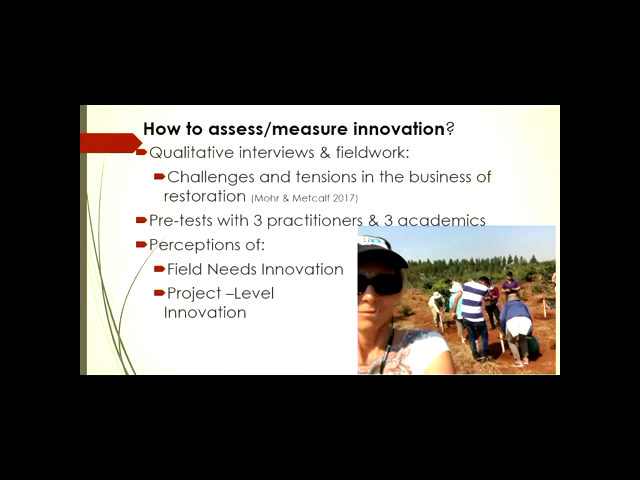 How to assess/measure innovation?
Qualitative interviews & fieldwork:
Challenges and tensions in the business of
restoration (Mohr & Metcalf 2017)
Pre-tests with 3 practitioners & 3 academics
Perceptions of:
Field Needs Innovation
Project –Level
Innovation